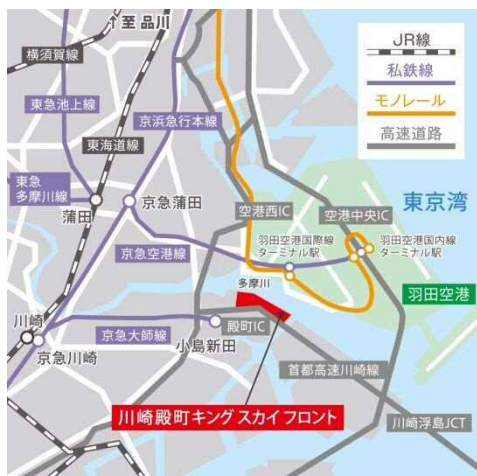 ↑至 品川
JR線
私鉄線
モノレール
高速道路
横須賀線
東急池上線
京浜急行本線
東海道線
東急
多摩川線
蒲田
京急蒲田
空港西IC
空港中央IC
東京湾
羽田空港国際線
ターミナル駅
羽田空港国内線
ターミナル駅
京急空港線
多摩川
羽田空港
京急大師線
殿町IC
川崎
京急川崎
小島新田
首都高速川崎線
川崎殿町キングスカイフロント
川崎浮島JCT